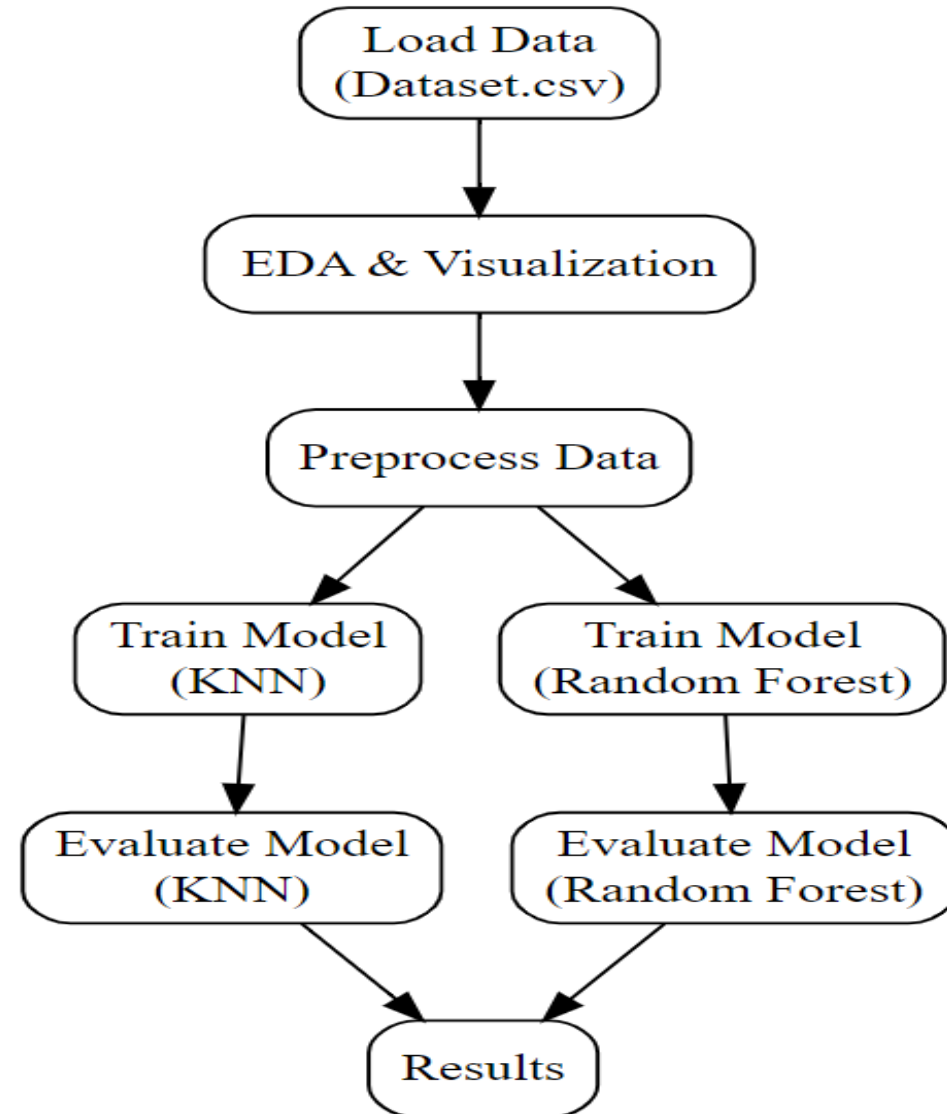 Load Data
(Dataset.csv)
EDA & Visualization
Preprocess Data
Train Model
(KNN)
Train Model
(Random Forest)
Evaluate Model
(KNN)
Evaluate Model
(Random Forest)
Results